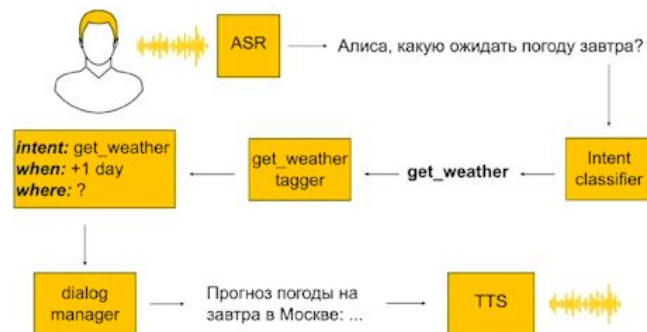 ASR
Алиса, какую ожидать погоду завтра?
Intent
classifier
get_weather
get_weather
tagger
intent: get_weather
when: +1 day
where: ?
dialog
manager
Прогноз погоды на
завтра в Москве: ...
TTS